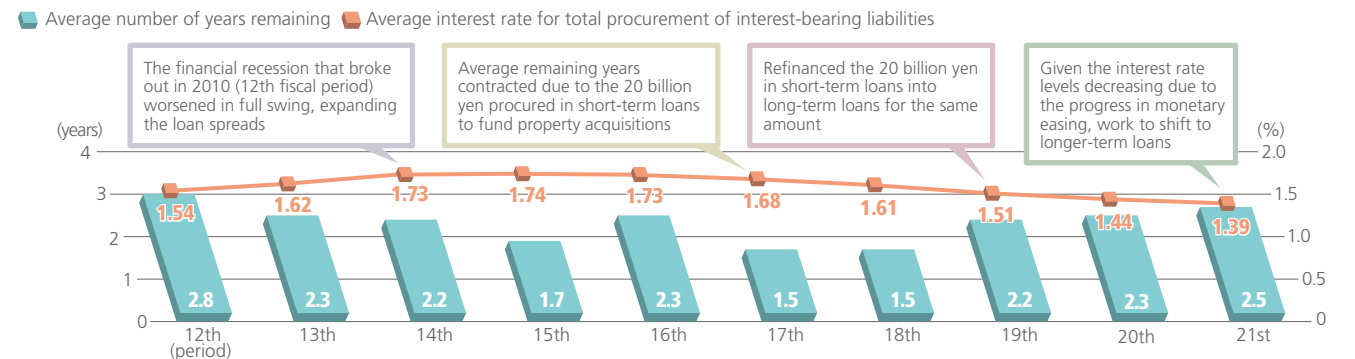 Average number of years remaining Average interest rate for total procurement of interest-bearing liabilities
The financial recession that broke
out in 2010 (12th fiscal period)
worsened in full swing, expanding
the loan spreads
Average remaining years
contracted due to the 20 billion
yen procured in short-term loans
to fund property acquisitions
Refinanced the 20 billion yen
in short-term loans into
long-term loans for the same
amount
Given the interest rate
levels decreasing due to
the progress in monetary
easing, work to shift to
longer-term loans
(years) (%)
4 2.0
3 1.5
2 1.0
1 0.5
0 0
1.54 1.62 1.73 1.74 1.73 1.68 1.61 1.51 1.44 1.39
2.8 2.3 2.2 1.7 2.3 1.5 1.5 2.2 2.3 2.5
12th 13th 14th 15th 16th 17th 18th 19th 20th 21st
(period)